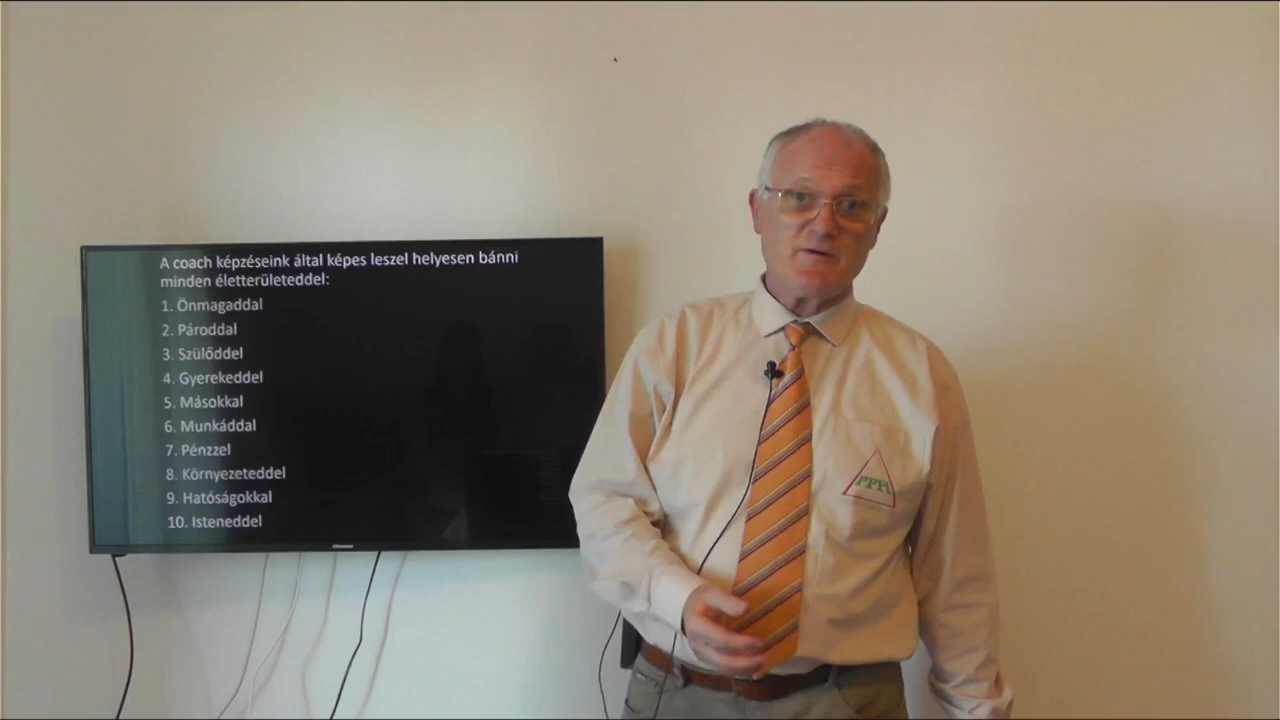 A coach képzéseink által képes leszel helyesen bánni
minden életterületeddel:
1. Önmagaddal
2. Pároddal
3. Szülőddel
4. Gyerekeddel
5. Másokkal
6. Munkáddal
7. Pénzzel
8. Környezeteddel
9. Hatóságokkal
10. Isteneddel